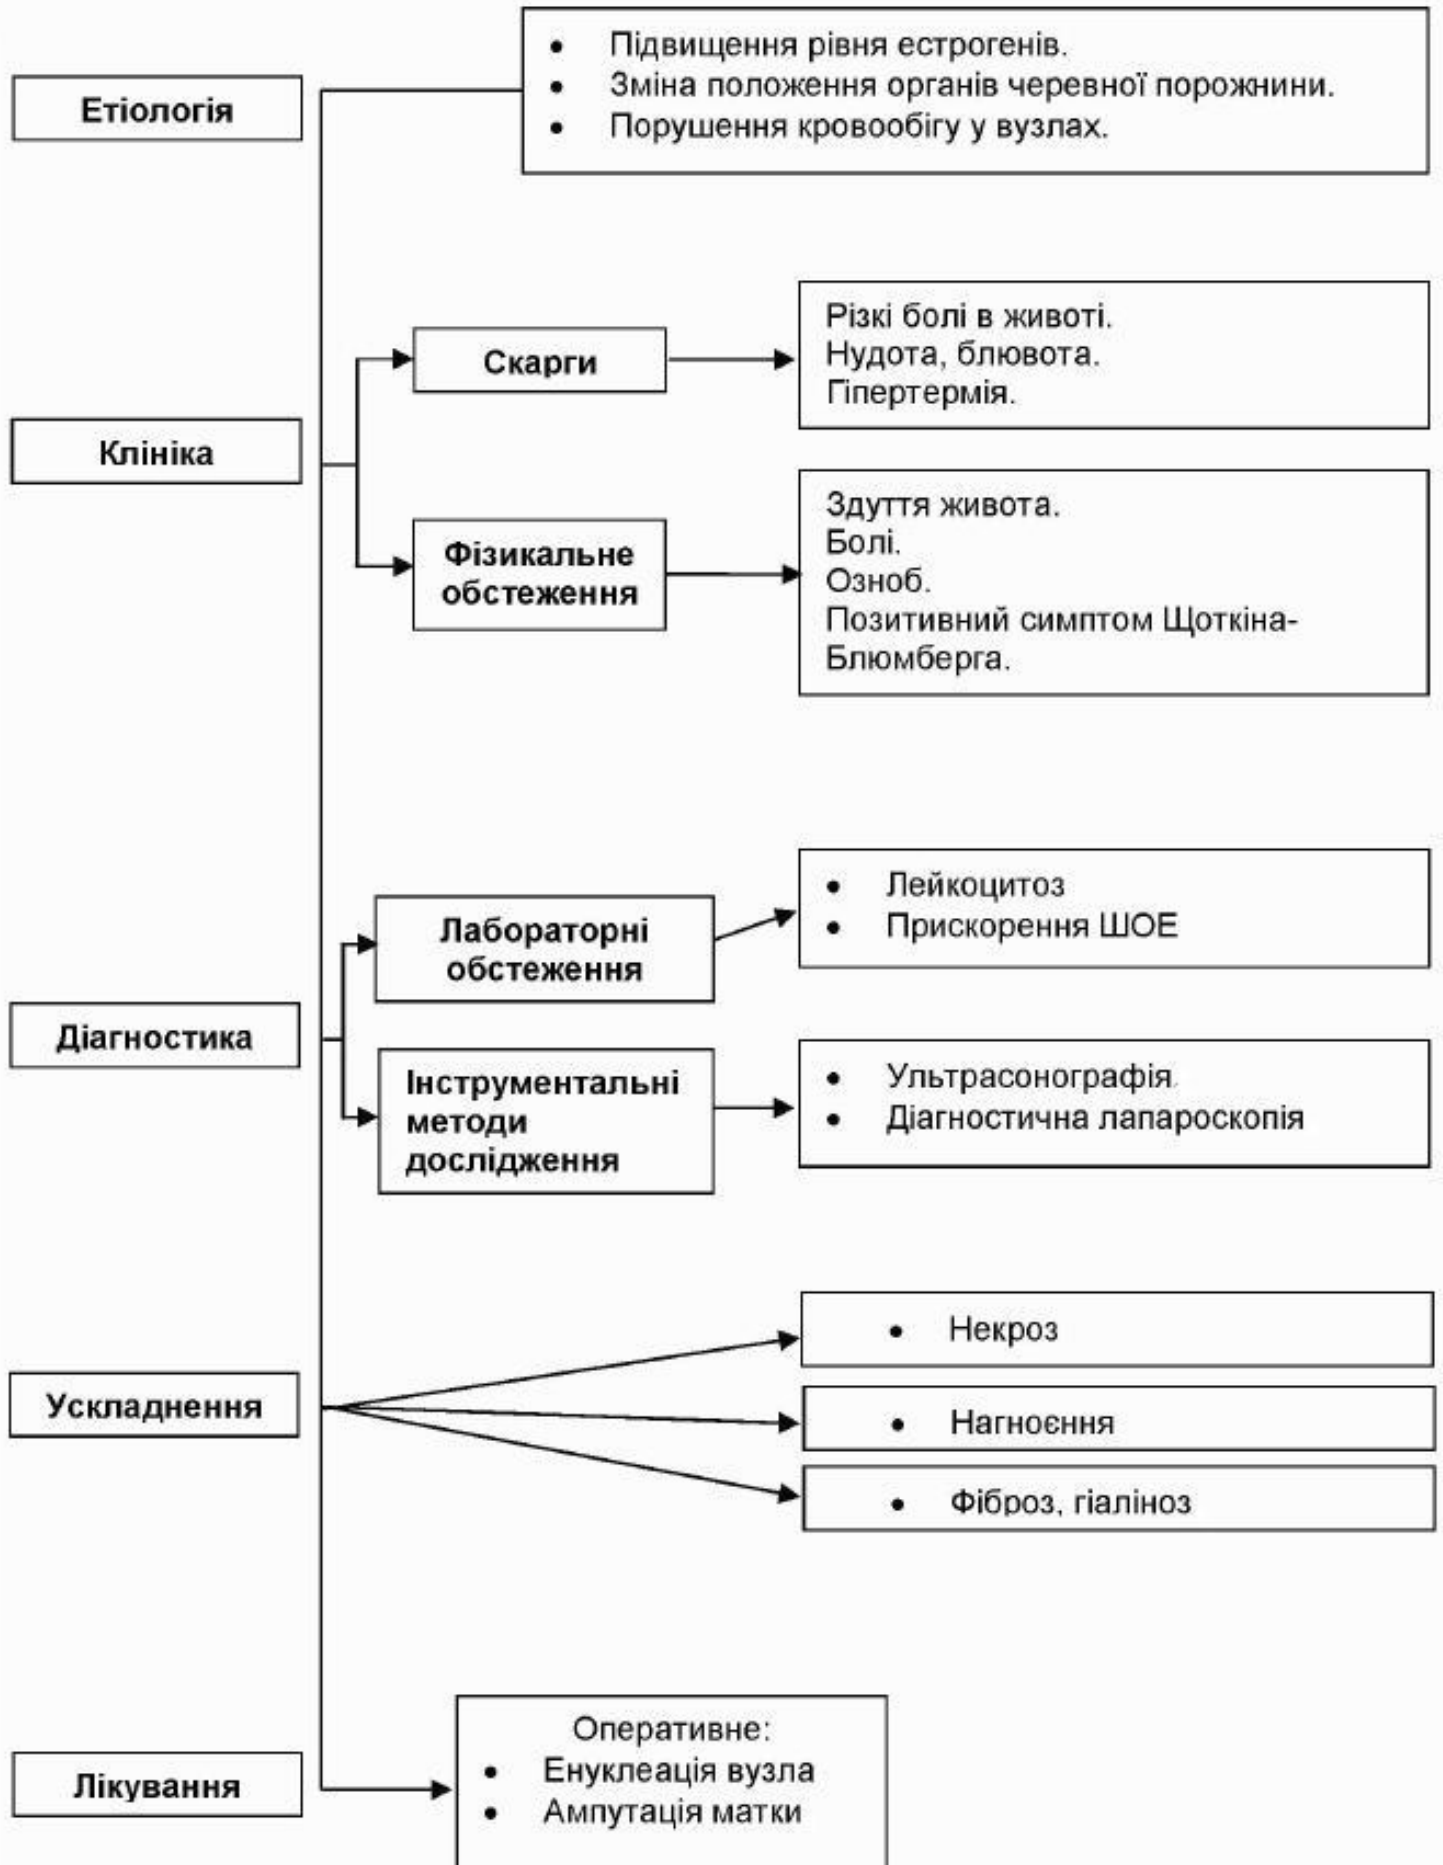 Етіологія
• Підвищення рівня естрогенів.
• Зміна положення органів черевної порожнини.
• Порушення кровообігу у вузлах.
Клініка
Скарги
Різкі болі в животі.
Нудота, блювота.
Гіпертермія.
Фізикальне
обстеження
Здуття живота.
Болі.
Озноб.
Позитивний симптом Щоткіна-
Блюмберга.
Діагностика
Лабораторні
обстеження
• Лейкоцитоз
• Прискорення ШОЕ
Інструментальні
методи
дослідження
• Ультрасонографія.
• Діагностична лапароскопія
Ускладнення
• Некроз
• Нагноєння
• Фіброз, гіаліноз
Лікування
Оперативне:
• Енуклеація вузла
• Ампутація матки